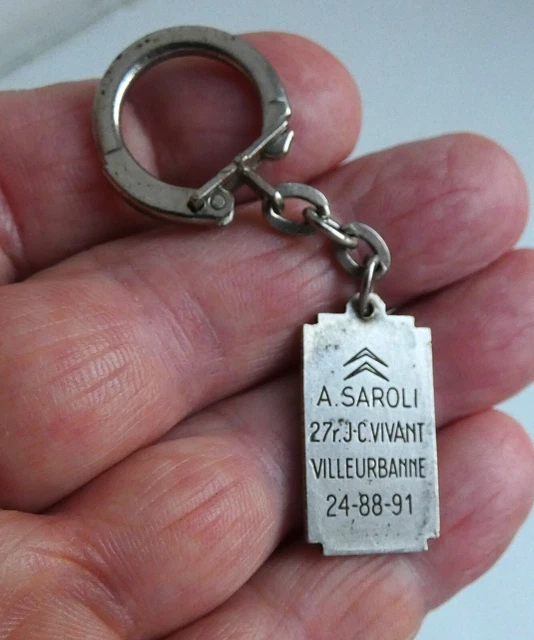 A.SAROLI
27r.J-C.VIVANT
VILLEURBANNE
24-88-91